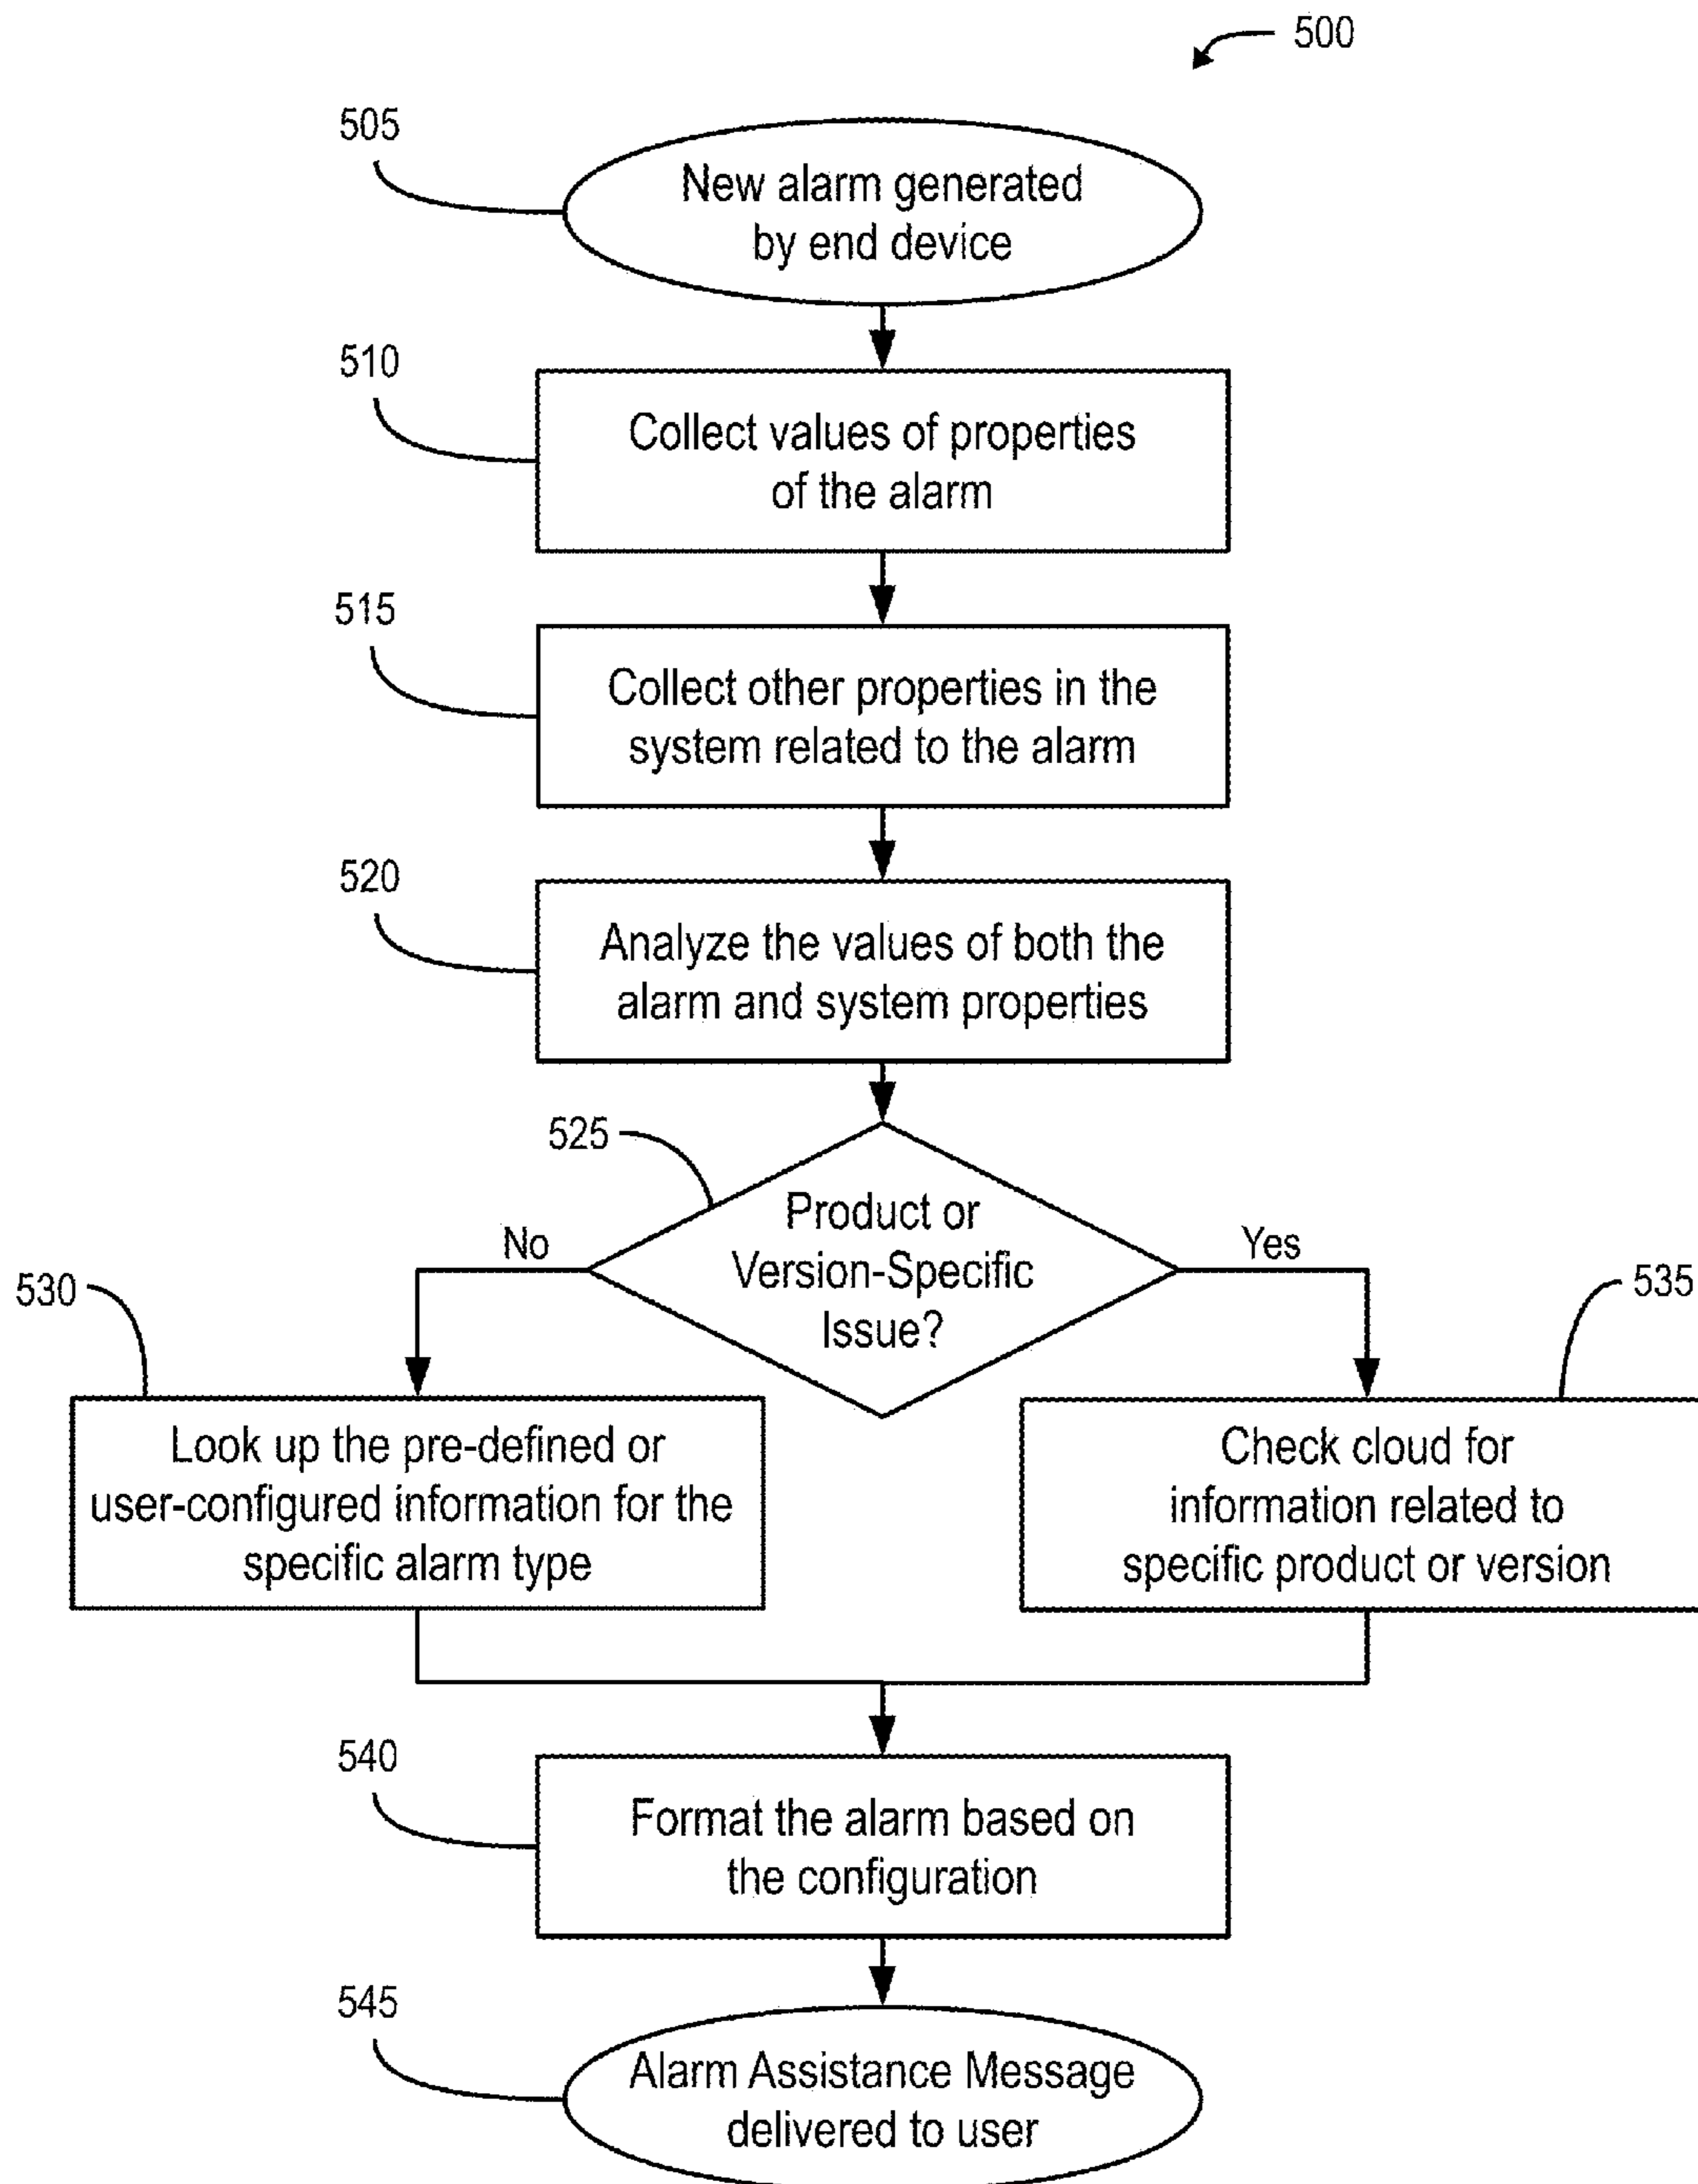 500
505
New alarm generated
by end device
510
Collect values of properties
of the alarm
515
Collect other properties in the
system related to the alarm
520
Analyze the values of both the
alarm and system properties
525
Product or
Version-Specific
Issue?
No
Yes
530
535
Look up the pre-defined or
user-configured information for the
specific alarm type
Check cloud for
information related to
specific product or version
540
Format the alarm based on
the configuration
545
Alarm Assistance Message
delivered to user